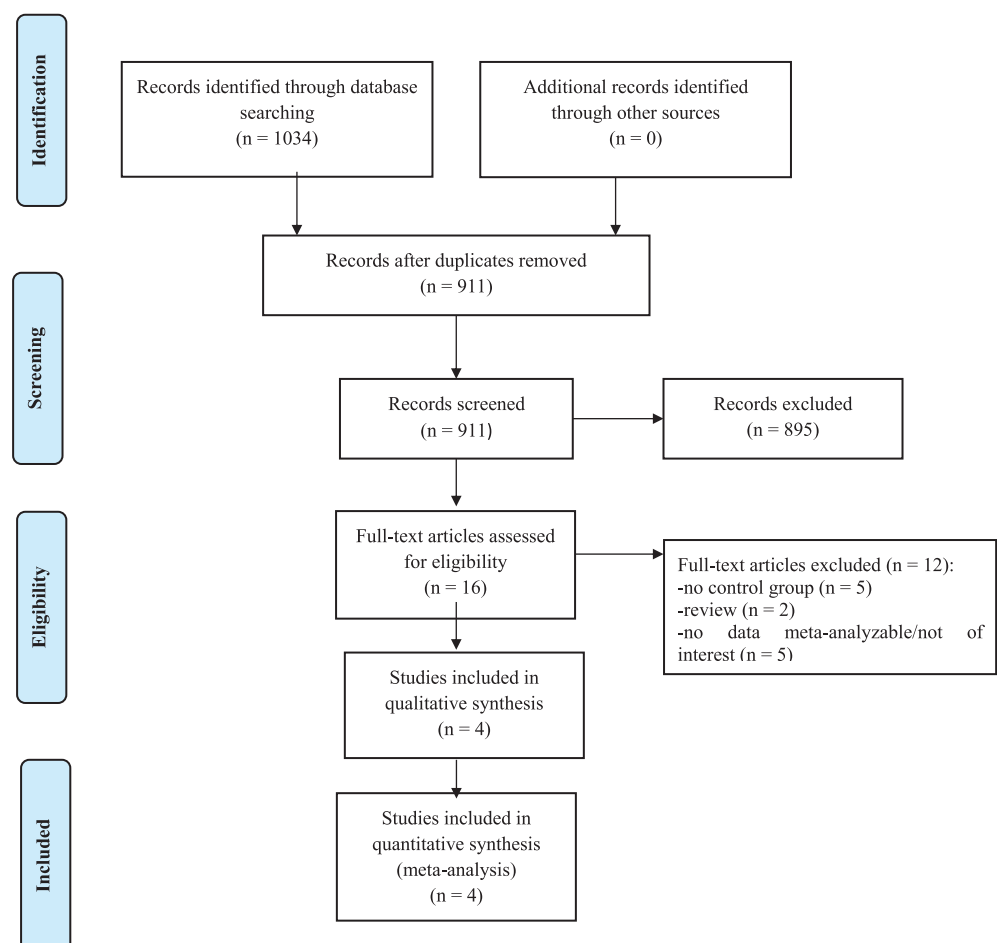 Identification
Records identified through database
searching
(n = 1034)
Additional records identified
through other sources
(n = 0)
Records after duplicates removed
(n = 911)
Screening
Records screened
(n = 911)
Records excluded
(n = 895)
Eligibility
Full-text articles assessed
for eligibility
(n = 16)
Full-text articles excluded (n = 12):
-no control group (n = 5)
-review (n = 2)
-no data meta-analyzable/not of
interest (n = 5)
Studies included in
qualitative synthesis
(n = 4)
Included
Studies included in
quantitative synthesis
(meta-analysis)
(n = 4)